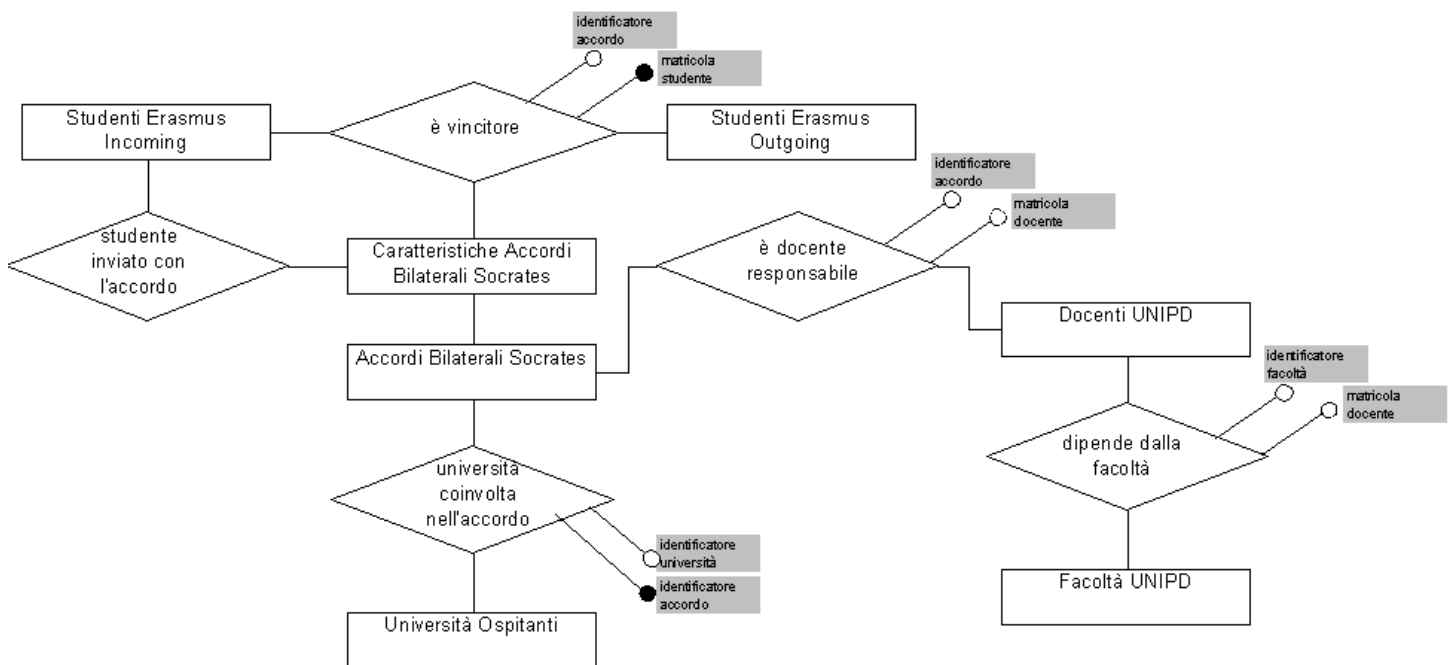 identificatore
accordo
matricola
studente
Studenti Erasmus
Incoming
è vincitore
Studenti Erasmus
Outgoing
identificatore
accordo
matricola
docente
studente
inviato con
l'accordo
Caratteristiche Accordi
Bilaterali Socrates
è docente
responsabile
Docenti UNIPD
Accordi Bilaterali Socrates
identificatore
facoltà
matricola
docente
dipende dalla
facoltà
università
coinvolta
nell'accordo
identificatore
università
identificatore
accordo
Facoltà UNIPD
Università Ospitanti